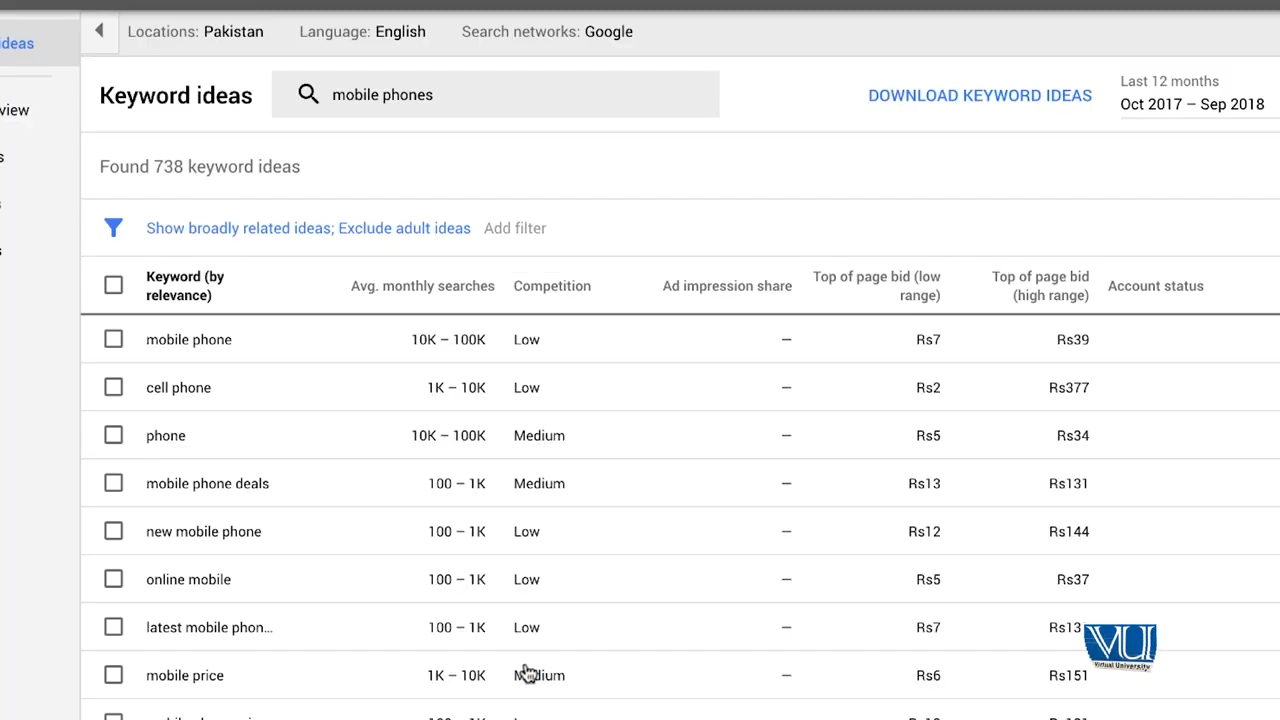 ideas
Locations: Pakistan Language: English Search networks: Google
view
Keyword ideas mobile phones DOWNLOAD KEYWORD IDEAS Last 12 months
Oct 2017 – Sep 2018
s
Found 738 keyword ideas
s
Show broadly related ideas; Exclude adult ideas Add filter
s
Keyword (by relevance) Avg. monthly searches Competition Ad impression share Top of page bid (low range) Top of page bid (high range) Account status
mobile phone 10K – 100K Low – Rs7 Rs39
cell phone 1K – 10K Low – Rs2 Rs377
phone 10K – 100K Medium – Rs5 Rs34
mobile phone deals 100 – 1K Medium – Rs13 Rs131
new mobile phone 100 – 1K Low – Rs12 Rs144
online mobile 100 – 1K Low – Rs5 Rs37
latest mobile phon... 100 – 1K Low – Rs7
mobile price 1K – 10K Medium – Rs6 Rs151
VU
Virtual University